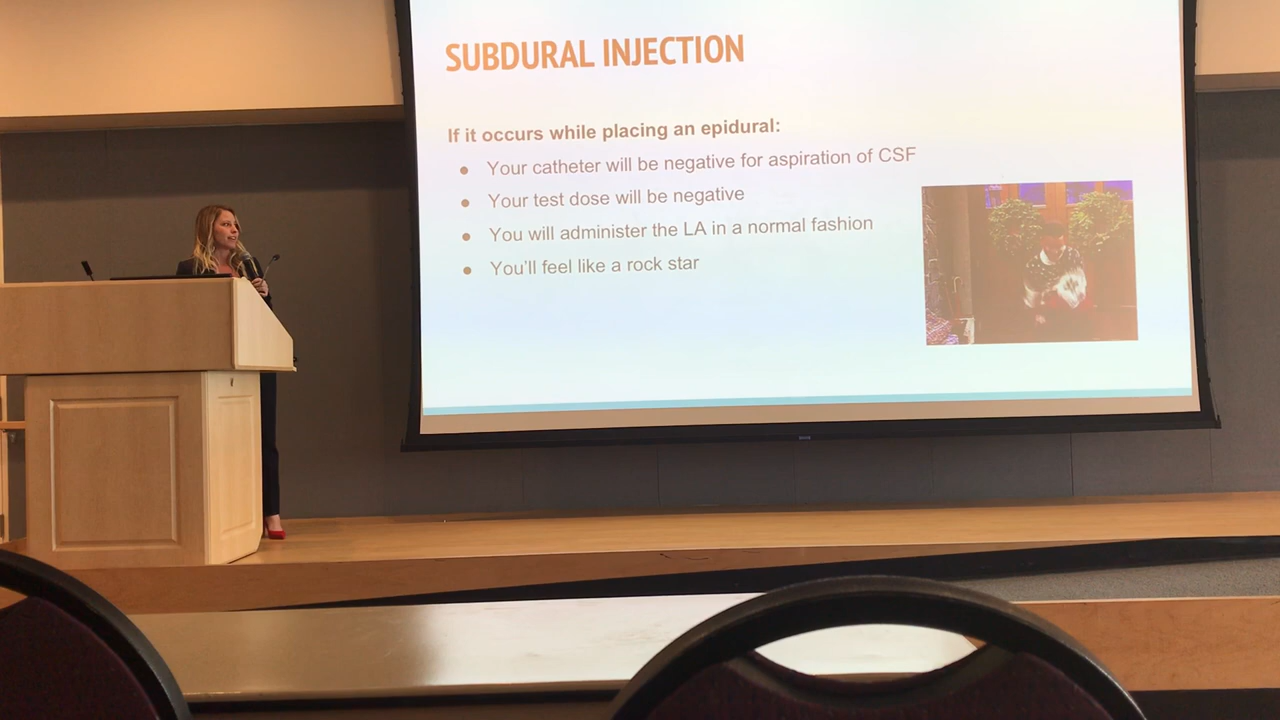 SUBDURAL INJECTION
If it occurs while placing an epidural:
● Your catheter will be negative for aspiration of CSF
● Your test dose will be negative
● You will administer the LA in a normal fashion
● You'll feel like a rock star